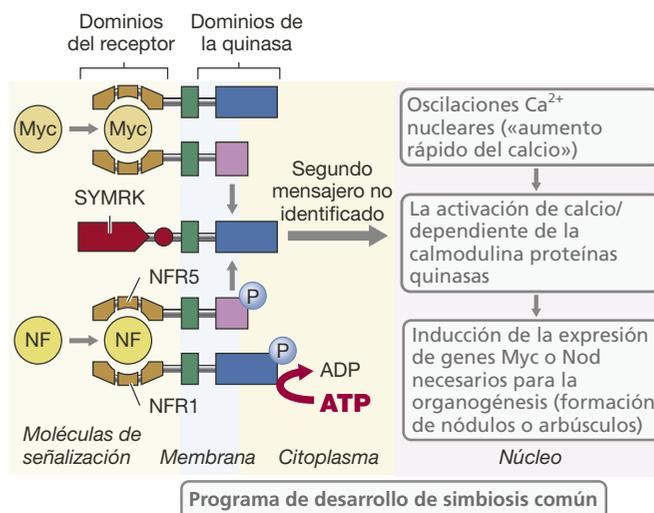 Dominios
del receptor
Dominios de
la quinasa
Myc
Myc
SYMRK
NFR5
P
NF
NF
P
NFR1
ADP
ATP
Segundo
mensajero no
identificado
Oscilaciones Ca2+
nucleares («aumento
rápido del calcio»)
La activación de calcio/
dependiente de la
calmodulina proteínas
quinasas
Inducción de la expresión
de genes Myc o Nod
necesarios para la
organogénesis (formación
de nódulos o arbúsculos)
Moléculas de
señalización
Membrana
Citoplasma
Núcleo
Programa de desarrollo de simbiosis común